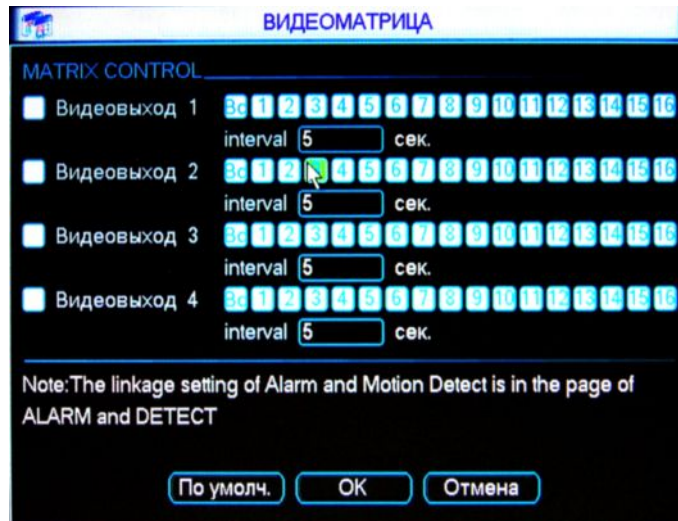 ВИДЕОМАТРИЦА
MATRIX CONTROL
Видеовыход 1 Вс 1 2 3 4 5 6 7 8 9 10 11 12 13 14 15 16
interval 5 сек.
Видеовыход 2 Вс 1 2 4 5 6 7 8 9 10 11 12 13 14 15 16
interval 5 сек.
Видеовыход 3 Вс 1 2 3 4 5 6 7 8 9 10 11 12 13 14 15 16
interval 5 сек.
Видеовыход 4 Вс 1 2 3 4 5 6 7 8 9 10 11 12 13 14 15 16
interval 5 сек.
Note:The linkage setting of Alarm and Motion Detect is in the page of
ALARM and DETECT
По умолч. OK Отмена